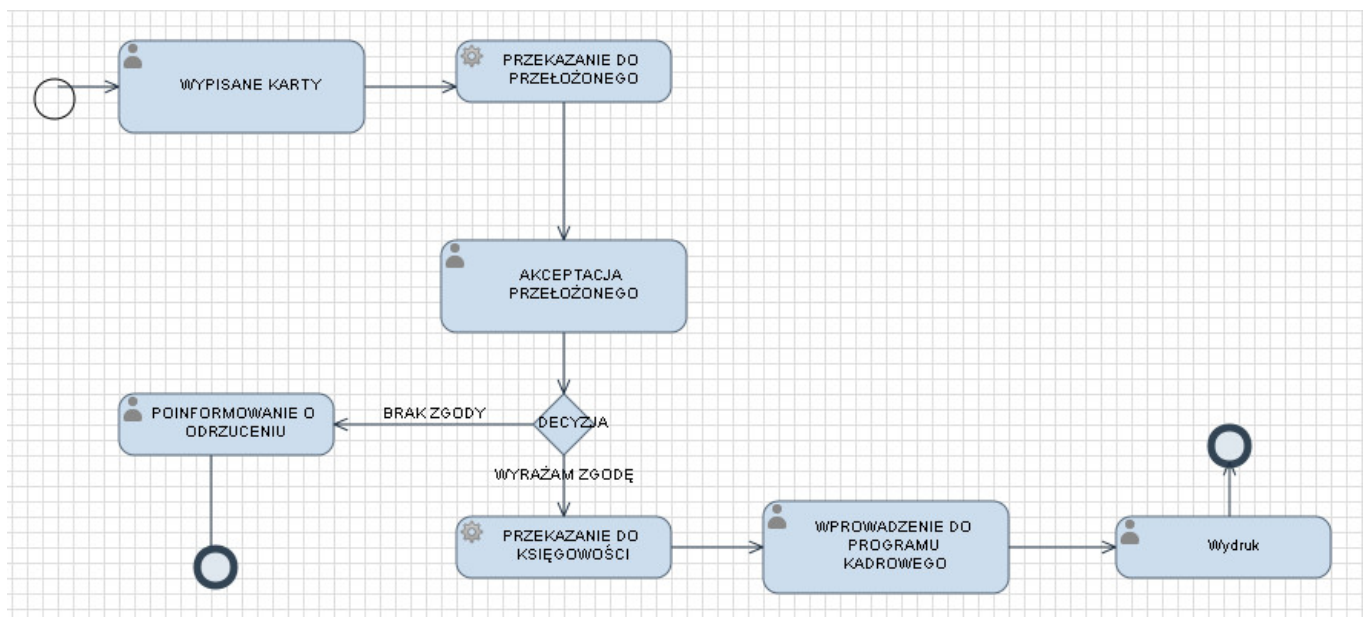 WYPISANE KARTY
PRZEKAZANIE DO
PRZEŁOŻONEGO
AKCEPTACJA
PRZEŁOŻONEGO
DECYZJA
BRAK ZGODY
POINFORMOWANIE O
ODRZUCENIU
WYRAŻAM ZGODĘ
PRZEKAZANIE DO
KSIĘGOWOŚCI
WPROWADZENIE DO
PROGRAMU
KADROWEGO
Wydruk